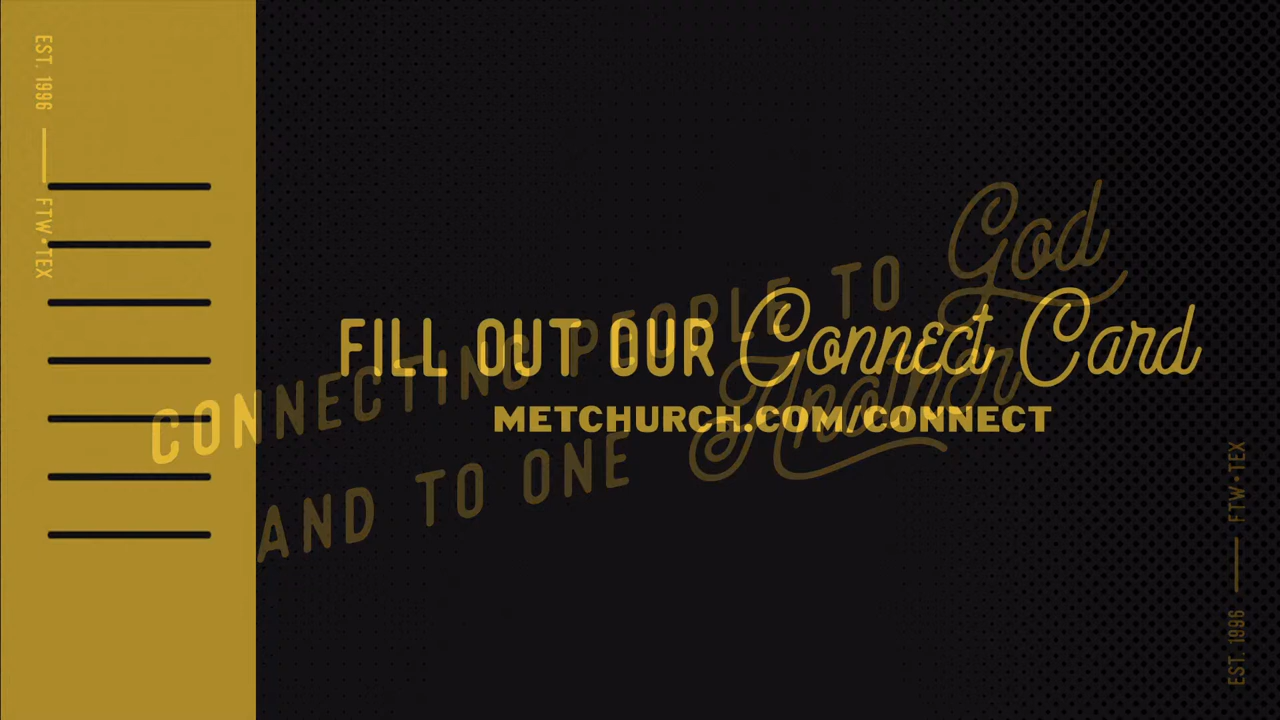 EST. 1996 — FTW•TEX
CONNECTING PEOPLE TO God
AND TO ONE Another
FILL OUT OUR Connect Card
METCHURCH.COM/CONNECT
EST. 1996 — FTW•TEX